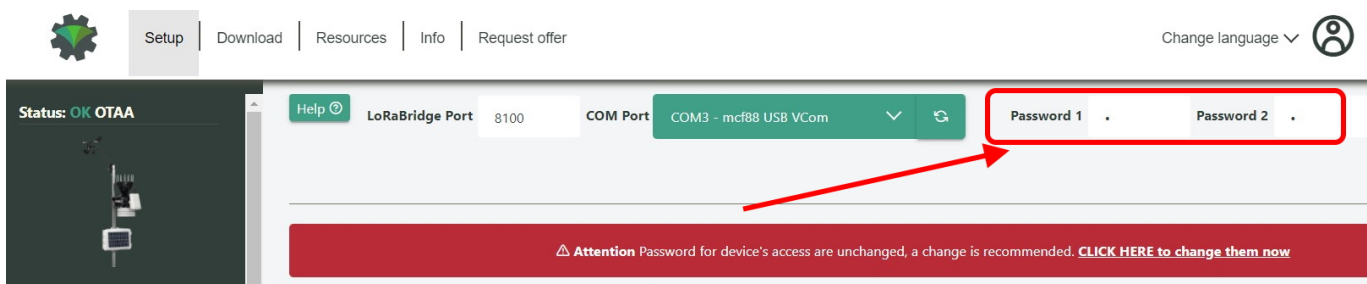 Setup Download Resources Info Request offer Change language
Status: OK OTAA
Help LoRaBridge Port 8100 COM Port COM3 - mcf88 USB VCom Password 1 • Password 2 •
Attention Password for device's access are unchanged, a change is recommended. CLICK HERE to change them now